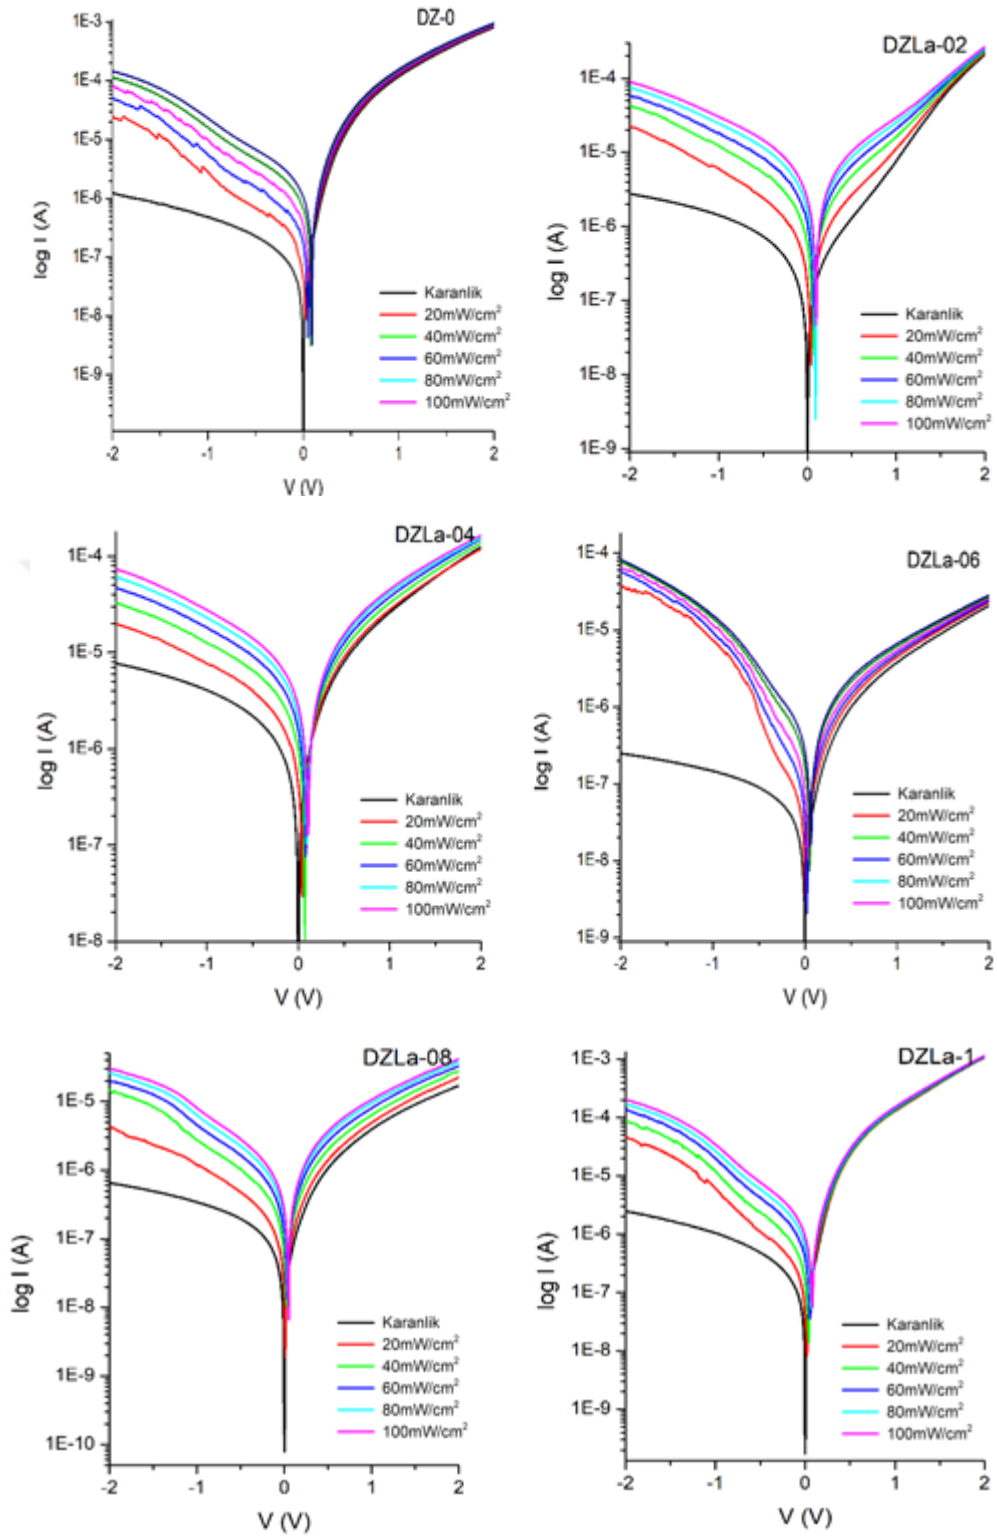 DZ-0
1E-3
1E-4
1E-5
1E-6
1E-7
1E-8
1E-9
log I (A)
Karanlik
20mW/cm²
40mW/cm²
60mW/cm²
80mW/cm²
100mW/cm²
-2 -1 0 1 2
V (V)
DZLa-02
1E-4
1E-5
1E-6
1E-7
1E-8
1E-9
log I (A)
Karanlik
20mW/cm²
40mW/cm²
60mW/cm²
80mW/cm²
100mW/cm²
-2 -1 0 1 2
V (V)
DZLa-04
1E-4
1E-5
1E-6
1E-7
1E-8
log I (A)
Karanlik
20mW/cm²
40mW/cm²
60mW/cm²
80mW/cm²
100mW/cm²
-2 -1 0 1 2
V (V)
DZLa-06
1E-4
1E-5
1E-6
1E-7
1E-8
1E-9
log I (A)
Karanlik
20mW/cm²
40mW/cm²
60mW/cm²
80mW/cm²
100mW/cm²
-2 -1 0 1 2
V (V)
DZLa-08
1E-5
1E-6
1E-7
1E-8
1E-9
1E-10
log I (A)
Karanlik
20mW/cm²
40mW/cm²
60mW/cm²
80mW/cm²
100mW/cm²
-2 -1 0 1 2
V (V)
DZLa-1
1E-3
1E-4
1E-5
1E-6
1E-7
1E-8
1E-9
log I (A)
Karanlik
20mW/cm²
40mW/cm²
60mW/cm²
80mW/cm²
100mW/cm²
-2 -1 0 1 2
V (V)